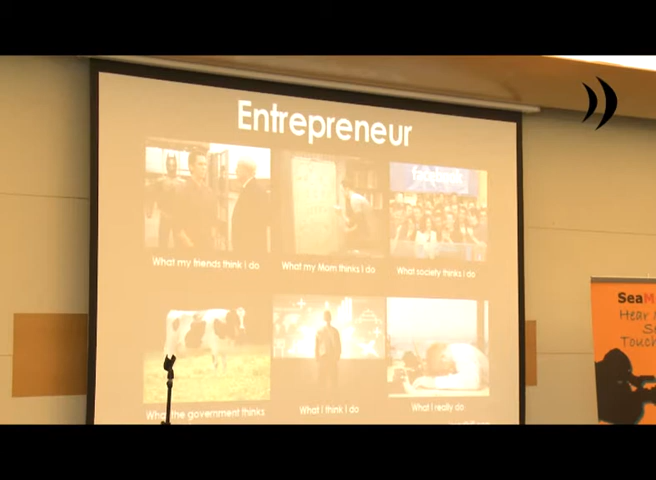 Entrepreneur
facebook
What my friends think I do
What my Mom thinks I do
What society thinks I do
What the government thinks
What I think I do
What I really do
SeaM
Hear
Touch